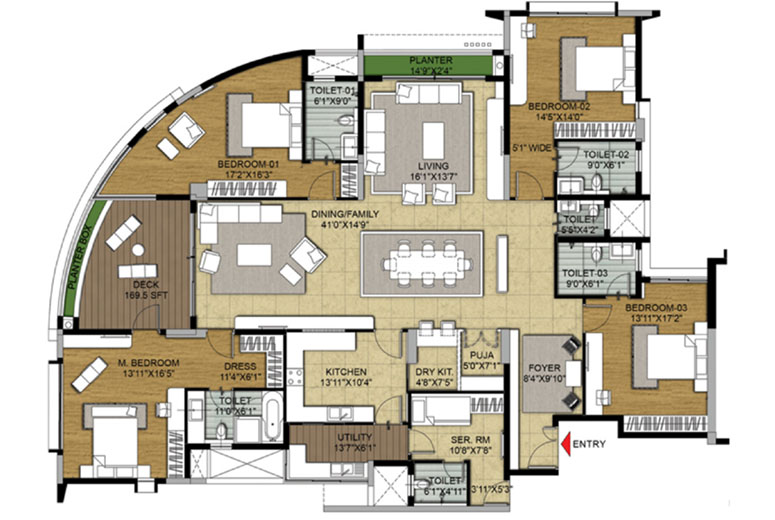 PLANTER
14'9"X2'4"
TOILET-01
6'1"X9'0"
BEDROOM-02
14'5"X14'0"
BEDROOM-01
17'2"X16'3"
LIVING
16'1"X13'7"
5'1" WIDE
TOILET-02
9'0"X6'1"
DINING/FAMILY
41'0"X14'9"
TOILET
5'5"X4'2"
PLANTER BOX
DECK
169.5 SFT
TOILET-03
9'0"X6'1"
BEDROOM-03
13'11"X17'2"
M. BEDROOM
13'11"X16'5"
DRESS
11'4"X6'1"
KITCHEN
13'11"X10'4"
DRY KIT.
4'8"X7'5"
PUJA
5'0"X7'1"
FOYER
8'4"X9'10"
TOILET
11'0"X6'1"
UTILITY
13'7"X6'1"
SER. RM
10'8"X7'8"
ENTRY
TOILET
6'1"X4'11"
3'11"X5'3"